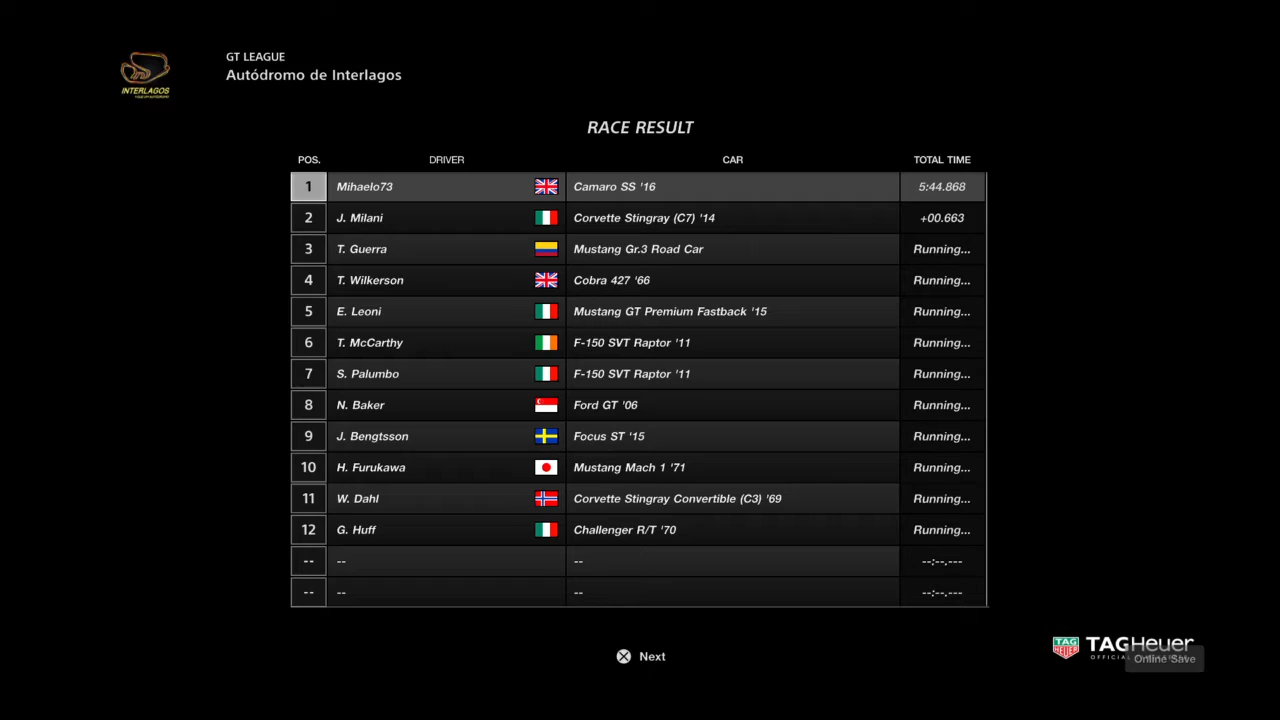 GT LEAGUE
Autódromo de Interlagos
INTERLAGOS
RACE RESULT
POS. DRIVER CAR TOTAL TIME
1 Mihaelo73 Camaro SS '16 5:44.868
2 J. Milani Corvette Stingray (C7) '14 +00.663
3 T. Guerra Mustang Gr.3 Road Car Running...
4 T. Wilkerson Cobra 427 '66 Running...
5 E. Leoni Mustang GT Premium Fastback '15 Running...
6 T. McCarthy F-150 SVT Raptor '11 Running...
7 S. Palumbo F-150 SVT Raptor '11 Running...
8 N. Baker Ford GT '06 Running...
9 J. Bengtsson Focus ST '15 Running...
10 H. Furukawa Mustang Mach 1 '71 Running...
11 W. Dahl Corvette Stingray Convertible (C3) '69 Running...
12 G. Huff Challenger R/T '70 Running...
-- -- -- --:--.---
-- -- -- --:--.---
Next
TAG HEUER TAGHeuer
Online Save